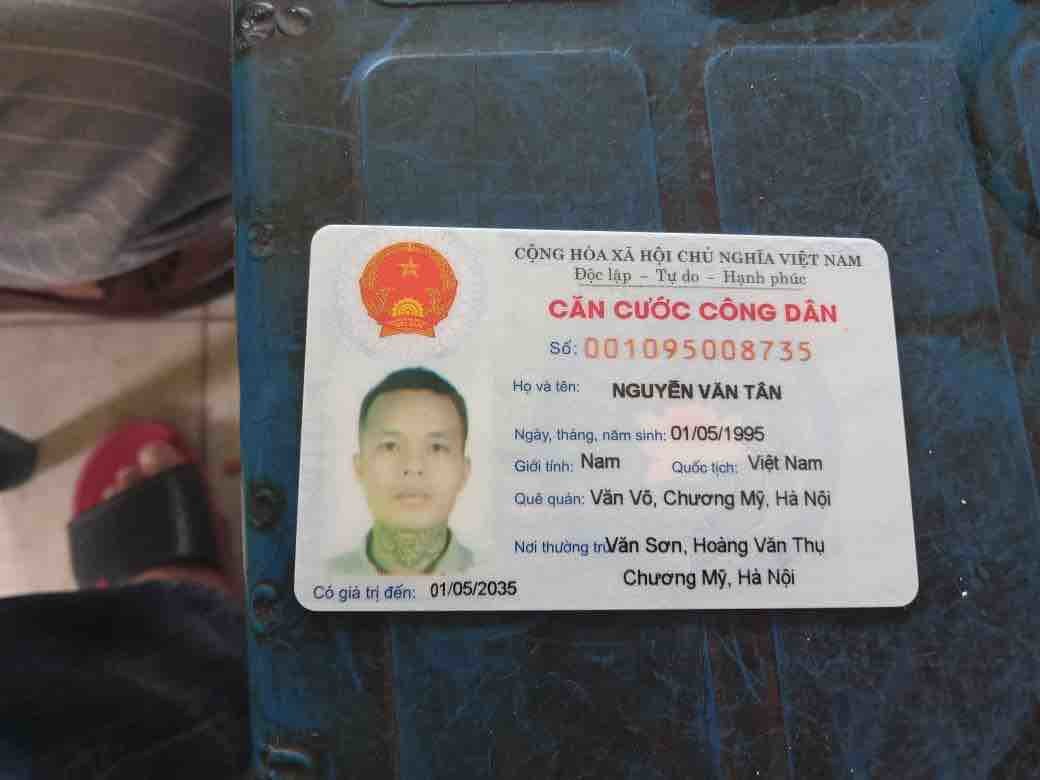 CỘNG HÒA XÃ HỘI CHỦ NGHĨA VIỆT NAM
Độc lập – Tự do – Hạnh phúc
CĂN CƯỚC CÔNG DÂN
Số: 001095008735
Họ và tên: NGUYỄN VĂN TÂN
Ngày, tháng, năm sinh: 01/05/1995
Giới tính: Nam Quốc tịch: Việt Nam
Quê quán: Văn Võ, Chương Mỹ, Hà Nội
Nơi thường trú: Văn Sơn, Hoàng Văn Thụ
Chương Mỹ, Hà Nội
Có giá trị đến: 01/05/2035